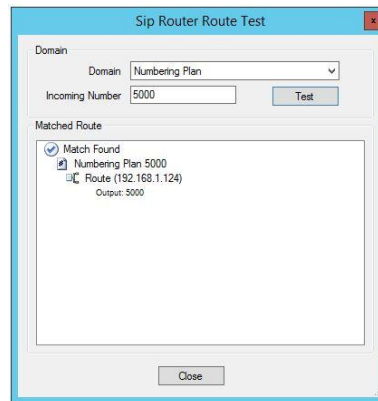 Sip Router Route Test
x
Domain
Domain Numbering Plan
Incoming Number 5000 Test
Matched Route
Match Found
# Numbering Plan 5000
Route (192.168.1.124)
Output: 5000
Close